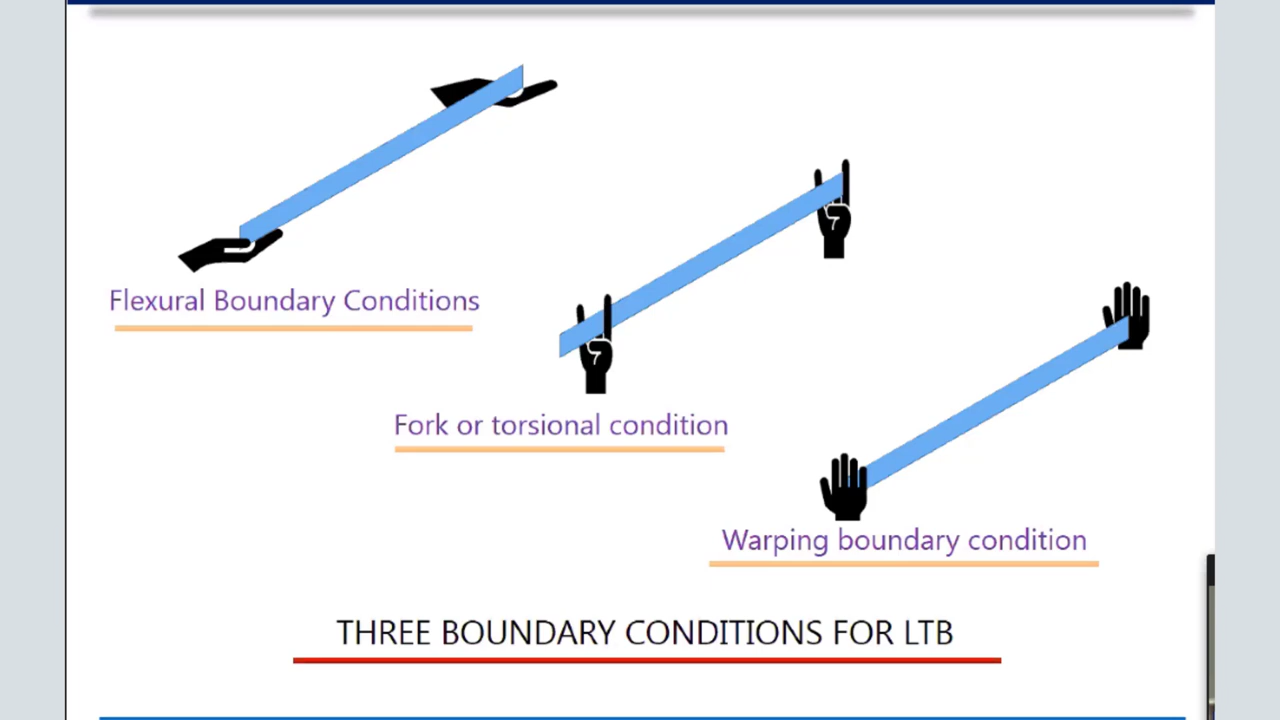 Flexural Boundary Conditions
Fork or torsional condition
Warping boundary condition
THREE BOUNDARY CONDITIONS FOR LTB